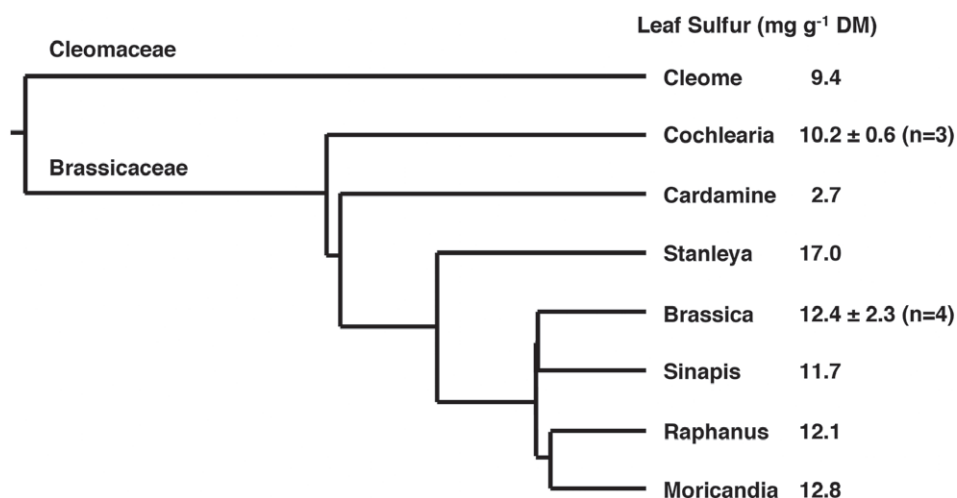 Leaf Sulfur (mg g⁻¹ DM)
Cleomaceae
Cleome 9.4
Cochlearia 10.2 ± 0.6 (n=3)
Brassicaceae
Cardamine 2.7
Stanleya 17.0
Brassica 12.4 ± 2.3 (n=4)
Sinapis 11.7
Raphanus 12.1
Moricandia 12.8